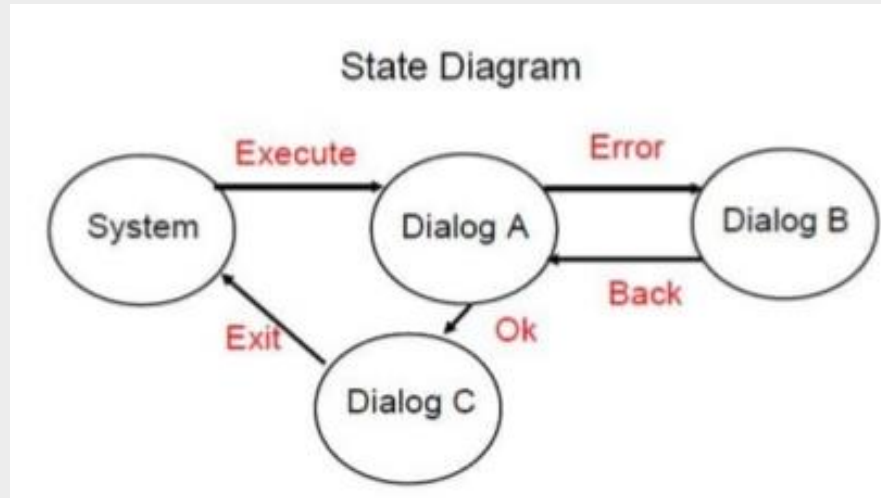 State Diagram
Execute
Error
System
Dialog A
Dialog B
Back
Exit
Ok
Dialog C